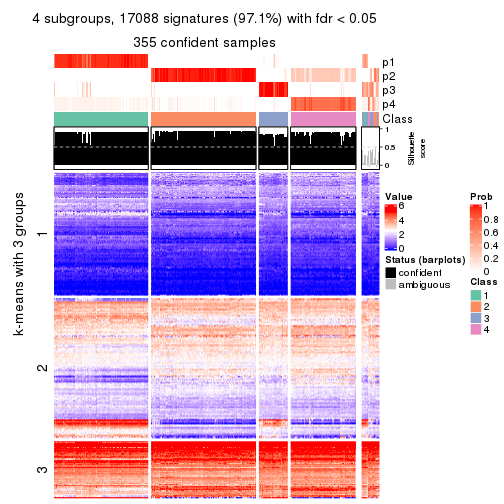 4 subgroups, 17088 signatures (97.1%) with fdr < 0.05
355 confident samples
p1
p2
p3
p4
Class
1
0.5
0
Silhouette
score
k-means with 3 groups
1
2
3
Value
6
4
2
0
Status (barplots)
confident
ambiguous
Prob
1
0.8
0.6
0.4
0.2
0
Class
1
2
3
4